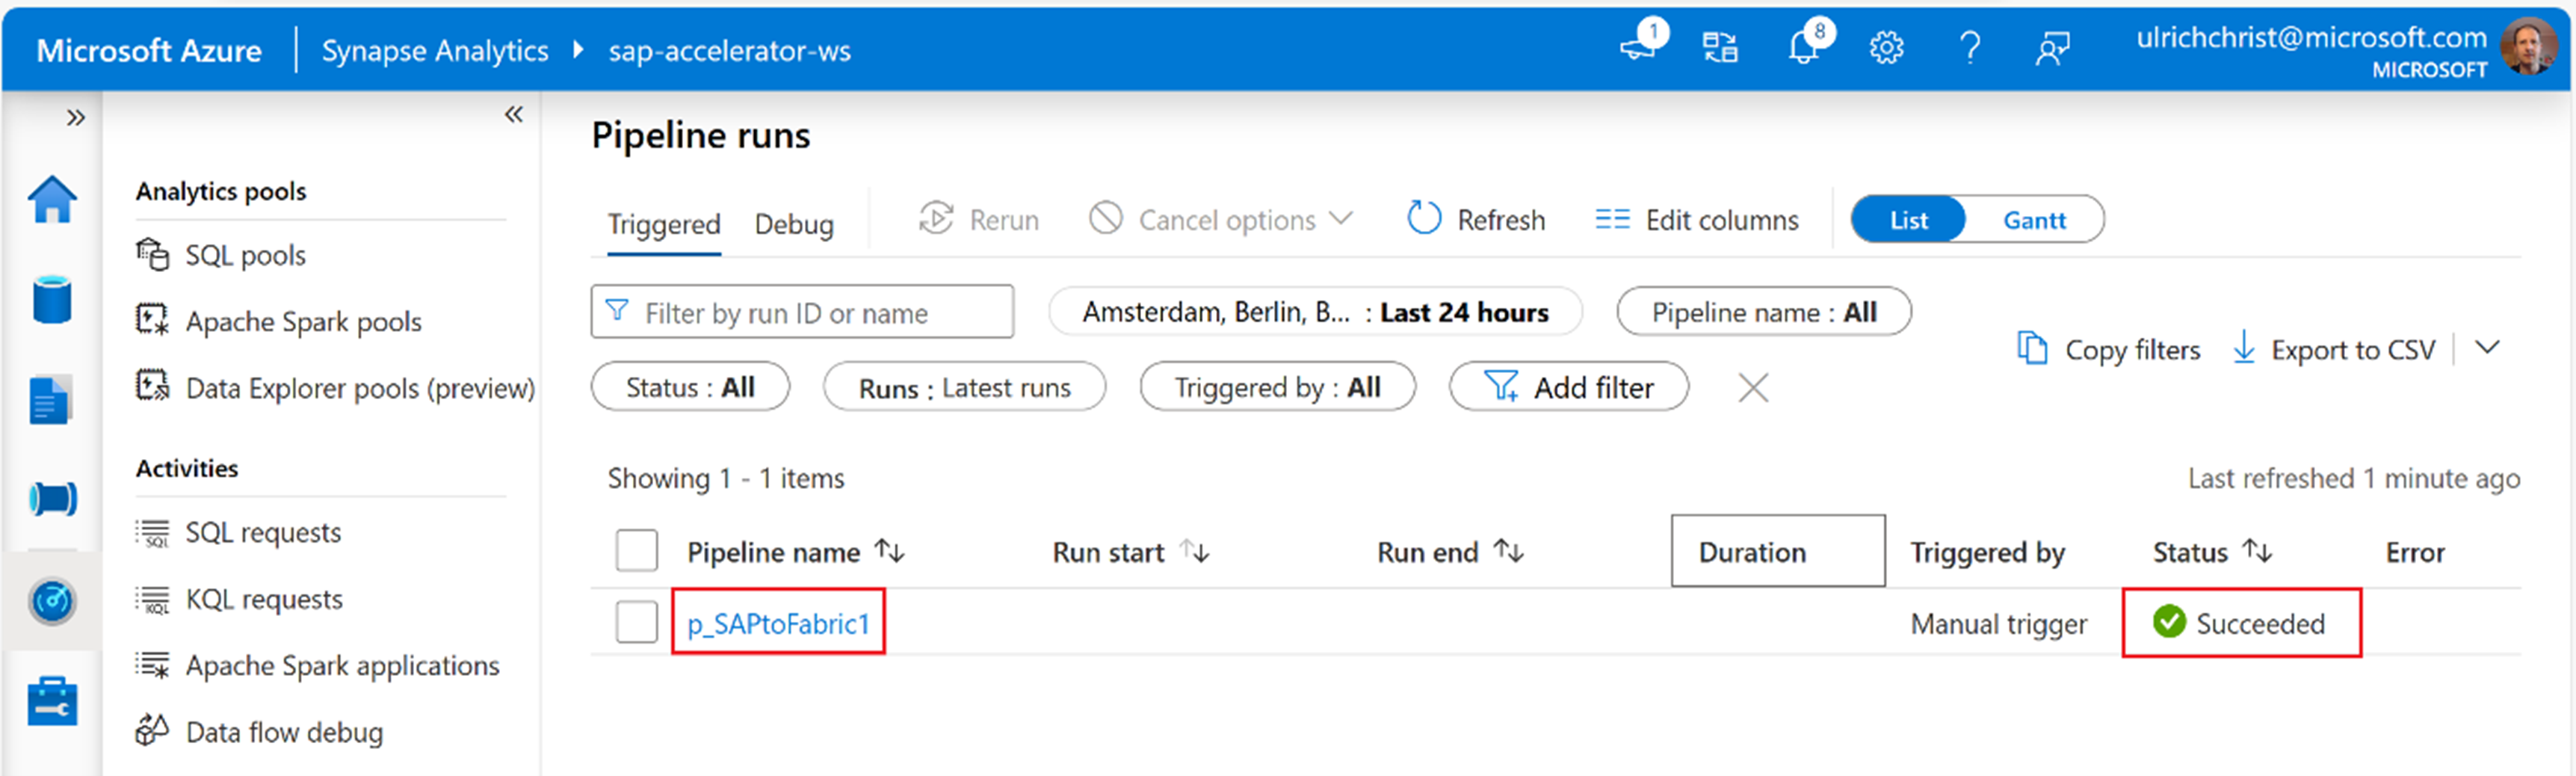 Microsoft Azure
Synapse Analytics
sap-accelerator-ws
1
8
ulrichchrist@microsoft.com
MICROSOFT
Analytics pools
SQL pools
Apache Spark pools
Data Explorer pools (preview)
Activities
SQL requests
KQL requests
Apache Spark applications
Data flow debug
Pipeline runs
Triggered Debug Rerun Cancel options Refresh Edit columns List Gantt
Filter by run ID or name Amsterdam, Berlin, B... : Last 24 hours Pipeline name : All
Status : All Runs : Latest runs Triggered by : All Add filter
Copy filters Export to CSV
Showing 1 - 1 items Last refreshed 1 minute ago
Pipeline name Run start Run end Duration Triggered by Status Error
p_SAPtoFabric1 Manual trigger Succeeded
SQL
KQL